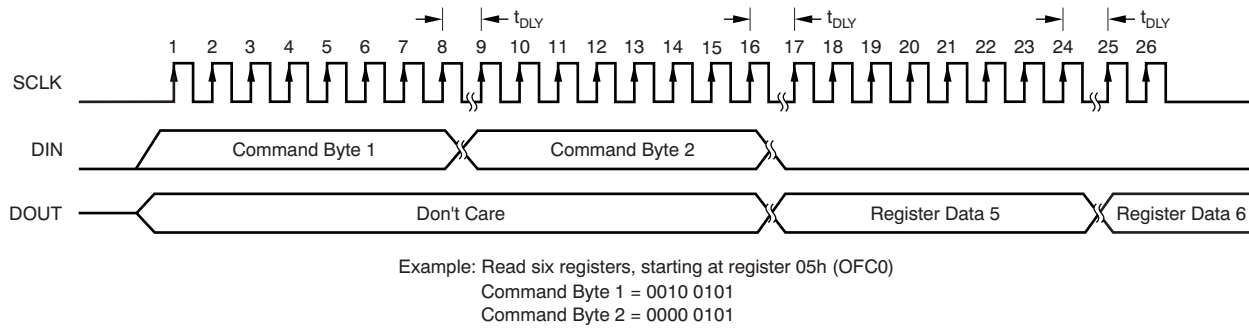 t_DLY t_DLY t_DLY
1 2 3 4 5 6 7 8 9 10 11 12 13 14 15 16 17 18 19 20 21 22 23 24 25 26
SCLK
DIN Command Byte 1 Command Byte 2
DOUT Don't Care Register Data 5 Register Data 6
Example: Read six registers, starting at register 05h (OFC0)
Command Byte 1 = 0010 0101
Command Byte 2 = 0000 0101